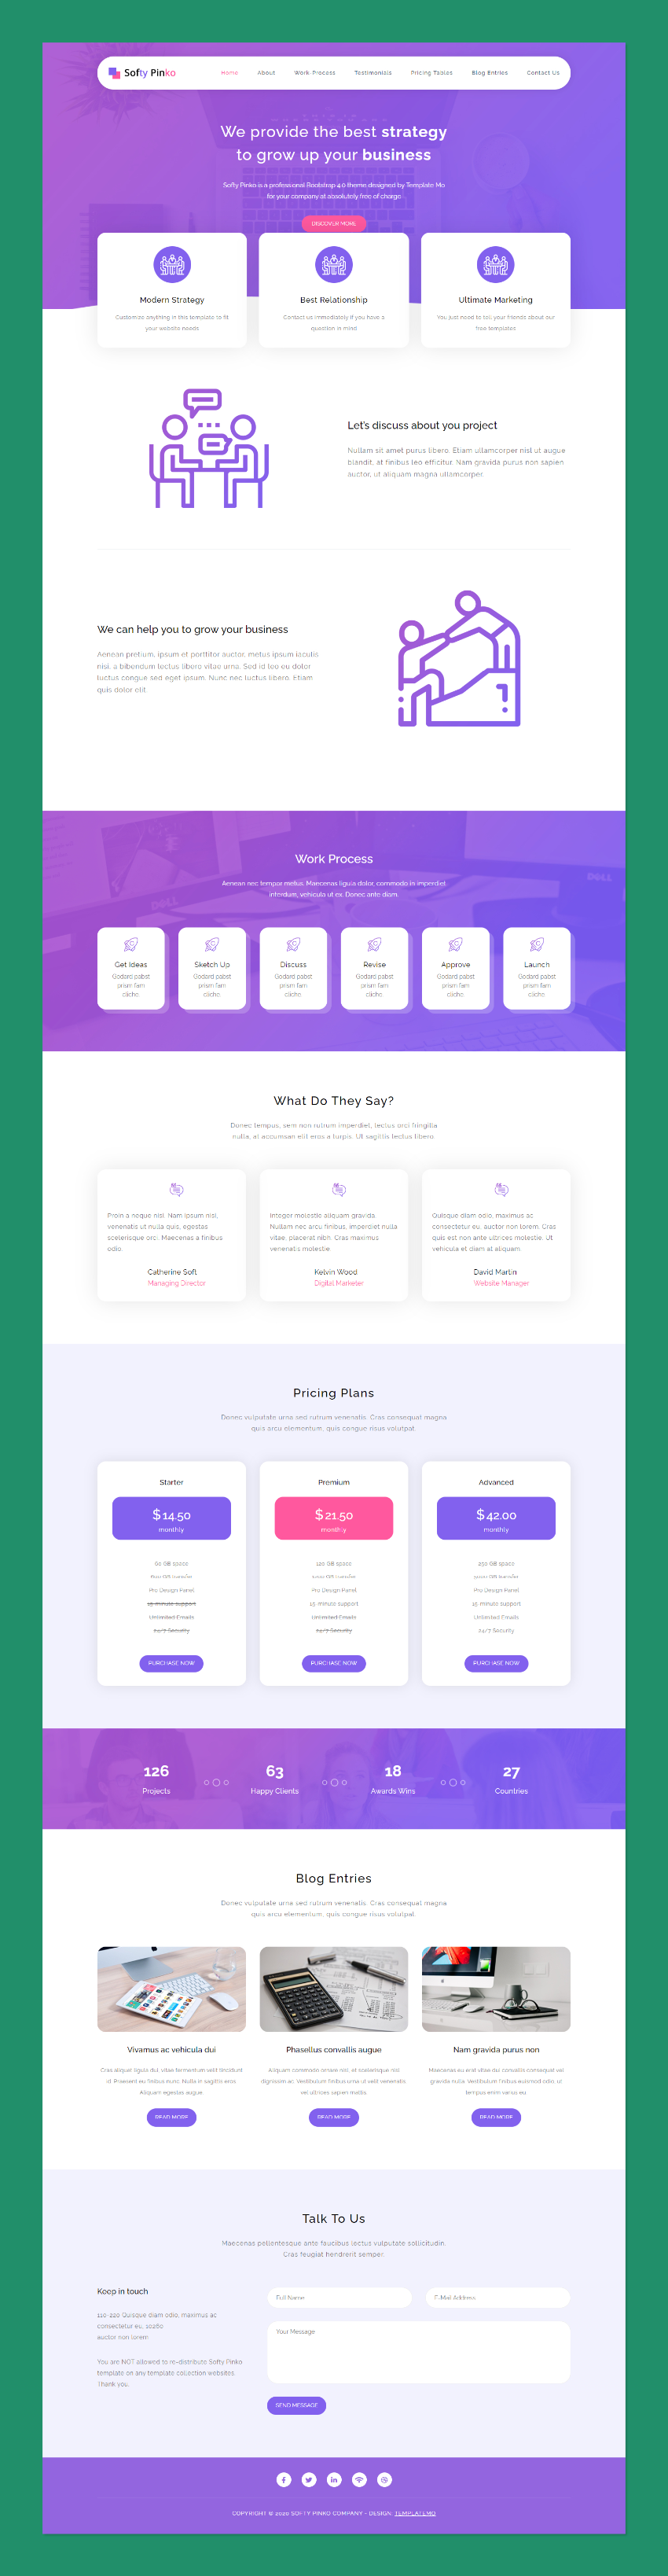 Softy Pinko
Home About Work Process Testimonials Pricing Tables Blog Entries Contact Us
We provide the best strategy
to grow up your business
Softy Pinko is a professional Bootstrap 4.0 theme designed by Template Mo
for your company at absolutely free of charge
DISCOVER MORE
Modern Strategy
Customize anything in this template to fit
your website needs
Best Relationship
Contact us immediately if you have a
question in mind
Ultimate Marketing
You just need to tell your friends about our
free templates
Let's discuss about you project
Nullam sit amet purus libero. Etiam ullamcorper nisl ut augue
blandit, at finibus leo efficitur. Nam gravida purus non sapien
auctor, ut aliquam magna ullamcorper.
We can help you to grow your business
Aenean pretium, ipsum et porttitor auctor, metus ipsum iaculis
nisi, a bibendum lectus libero vitae urna. Sed id leo eu dolor
luctus congue sed eget ipsum. Nunc nec luctus libero. Etiam
quis dolor elit.
Work Process
Aenean nec tempor metus. Maecenas ligula dolor, commodo in imperdiet
interdum, vehicula ut ex. Donec ante diam.
Get Ideas
Godard pabst
prism fam
cliche
Sketch Up
Godard pabst
prism fam
cliche
Discuss
Godard pabst
prism fam
cliche
Revise
Godard pabst
prism fam
cliche
Approve
Godard pabst
prism fam
cliche
Launch
Godard pabst
prism fam
cliche
What Do They Say?
Donec tempus, sem non rutrum imperdiet, lectus orci fringilla
nulla, at accumsan elit eros a turpis. Ut sagittis lectus libero.
Proin a neque nisl. Nam ipsum nisi,
venenatis ut nulla quis, egestas
scelerisque orci. Maecenas a finibus
odio.
Catherine Soft
Managing Director
Integer molestie aliquam gravida.
Nullam nec arcu finibus, imperdiet nulla
vitae, placerat nibh. Cras maximus
venenatis molestie.
Kelvin Wood
Digital Marketer
Quisque diam odio, maximus ac
consectetur eu, auctor non lorem. Cras
quis est non ante ultrices molestie. Ut
vehicula et diam at aliquam.
David Martin
Website Manager
Pricing Plans
Donec vulputate urna sed rutrum venenatis. Cras consequat magna
quis arcu elementum, quis congue risus volutpat.
Starter
$14.50
monthly
60 GB space
600 GB transfer
Pro Design Panel
15-minute support
Unlimited Emails
24/7 Security
PURCHASE NOW
Premium
$21.50
monthly
120 GB space
1200 GB transfer
Pro Design Panel
15-minute support
Unlimited Emails
24/7 Security
PURCHASE NOW
Advanced
$42.00
monthly
250 GB space
5000 GB transfer
Pro Design Panel
15-minute support
Unlimited Emails
24/7 Security
PURCHASE NOW
126
Projects
63
Happy Clients
18
Awards Wins
27
Countries
Blog Entries
Donec vulputate urna sed rutrum venenatis. Cras consequat magna
quis arcu elementum, quis congue risus volutpat.
Vivamus ac vehicula dui
Cras aliquet ligula dui, vitae fermentum velit tincidunt
id. Praesent eu finibus nunc. Nulla in sagittis eros.
Aliquam egestas augue.
READ MORE
Phasellus convallis augue
Aliquam commodo ornare nisl, et scelerisque nisl
dignissim ac. Vestibulum finibus urna ut velit venenatis,
vel ultrices sapien mattis.
READ MORE
Nam gravida purus non
Maecenas eu erat vitae dui convallis consequat vel
gravida nulla. Vestibulum finibus euismod odio, ut
tempus enim varius eu.
READ MORE
Talk To Us
Maecenas pellentesque ante faucibus lectus vulputate sollicitudin.
Cras feugiat hendrerit semper.
Keep in touch
110-220 Quisque diam odio, maximus ac
consectetur eu, 10260
auctor non lorem
You are NOT allowed to re-distribute Softy Pinko
template on any template collection websites.
Thank you.
Full Name
E-Mail Address
Your Message
SEND MESSAGE
COPYRIGHT © 2020 SOFTY PINKO COMPANY - DESIGN: TEMPLATEMO